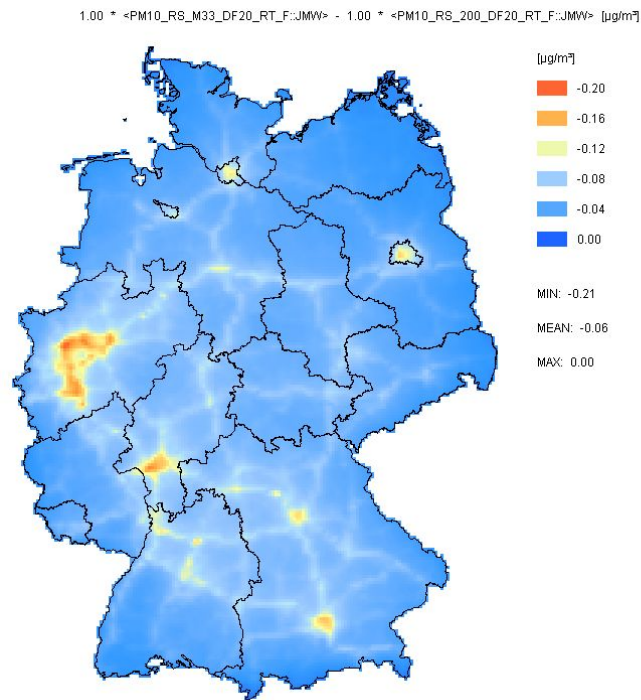 1.00 * <PM10_RS_M33_DF20_RT_F::JMW> - 1.00 * <PM10_RS_200_DF20_RT_F::JMW> [µg/m³]
[µg/m³]
-0.20
-0.16
-0.12
-0.08
-0.04
0.00
MIN: -0.21
MEAN: -0.06
MAX: 0.00